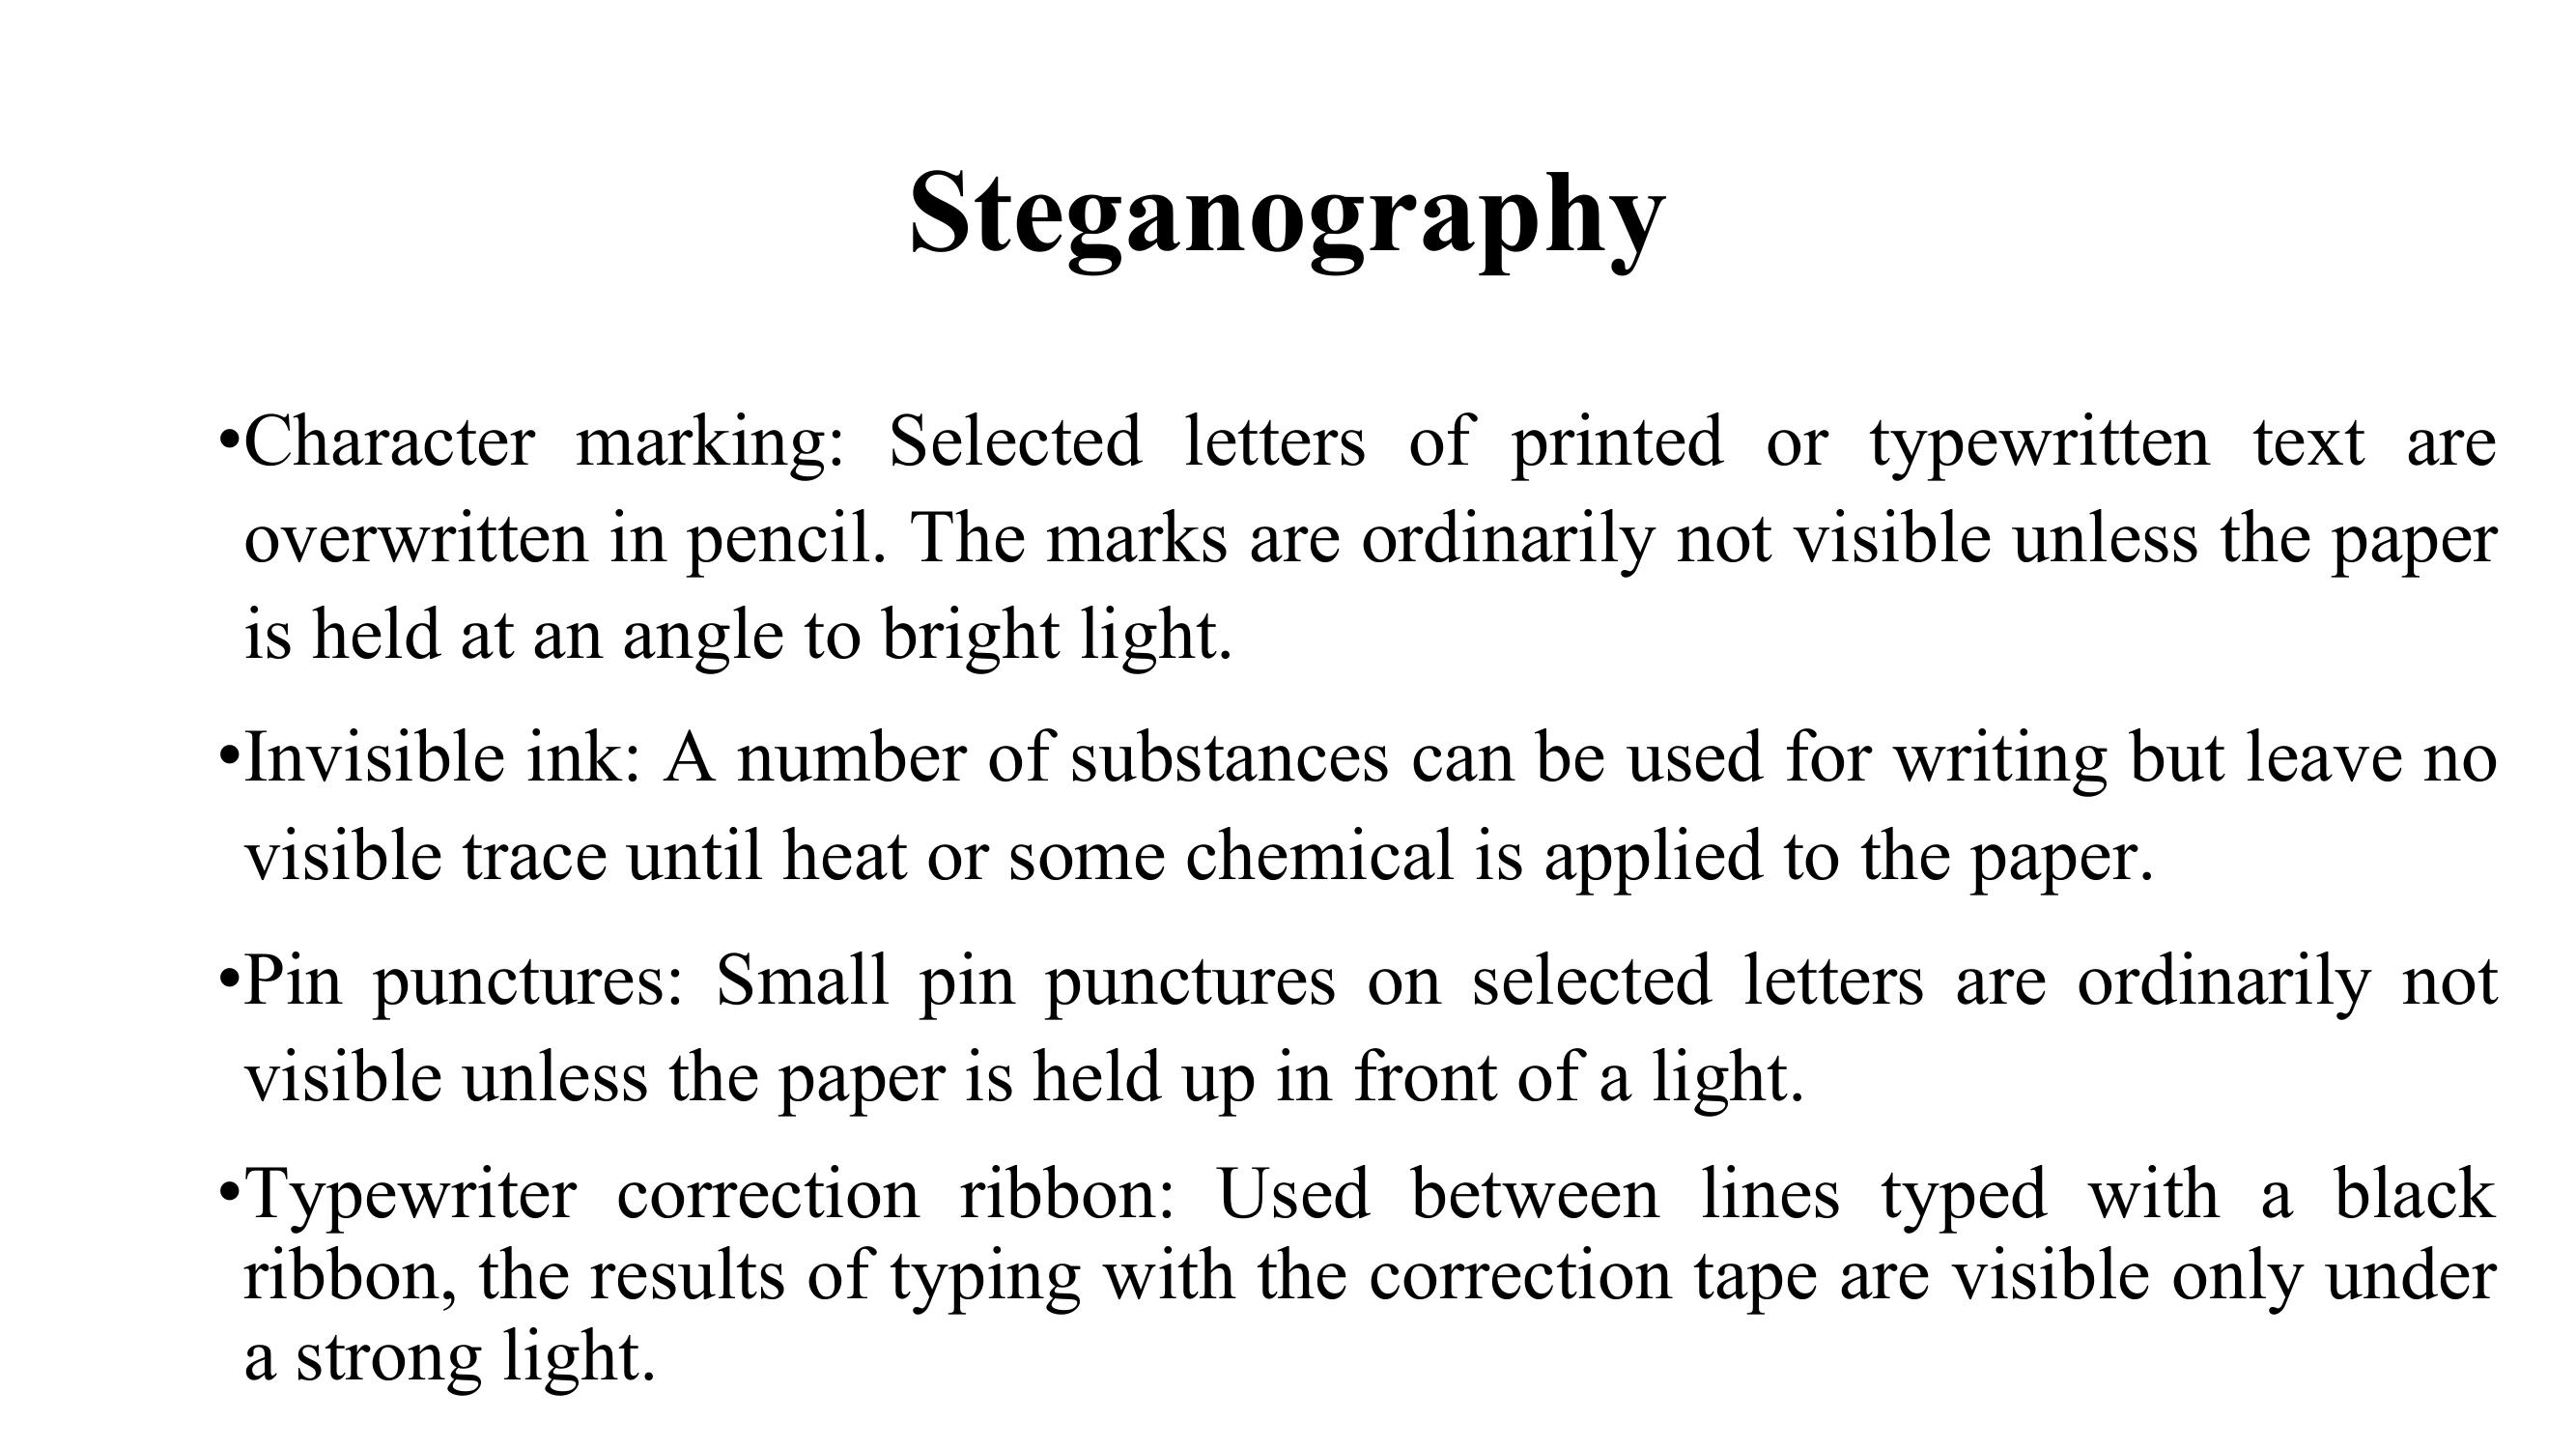 Steganography
•Character marking: Selected letters of printed or typewritten text are
overwritten in pencil. The marks are ordinarily not visible unless the paper
is held at an angle to bright light.
•Invisible ink: A number of substances can be used for writing but leave no
visible trace until heat or some chemical is applied to the paper.
•Pin punctures: Small pin punctures on selected letters are ordinarily not
visible unless the paper is held up in front of a light.
•Typewriter correction ribbon: Used between lines typed with a black
ribbon, the results of typing with the correction tape are visible only under
a strong light.